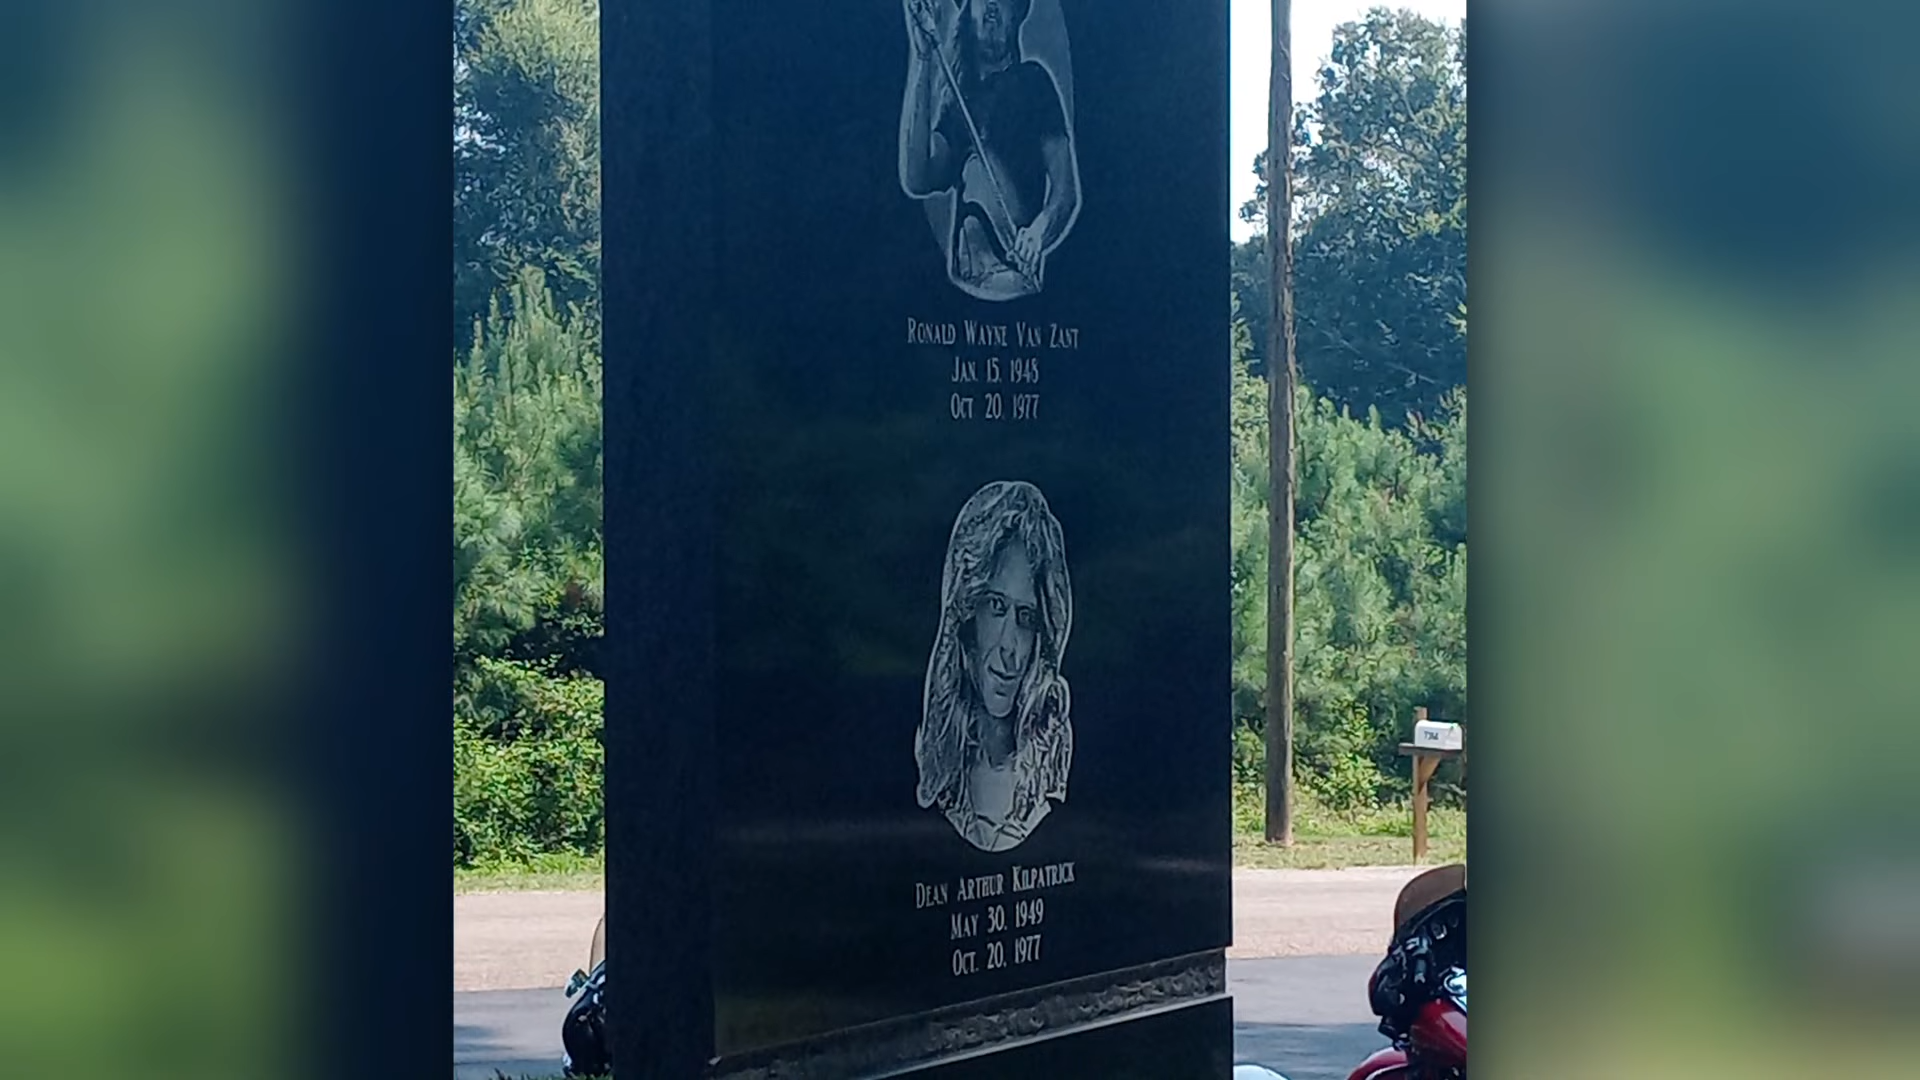 Ronald Wayne Van Zant
Jan. 15, 1948
Oct 20, 1977
Dean Arthur Kilpatrick
May 30, 1949
Oct. 20, 1977